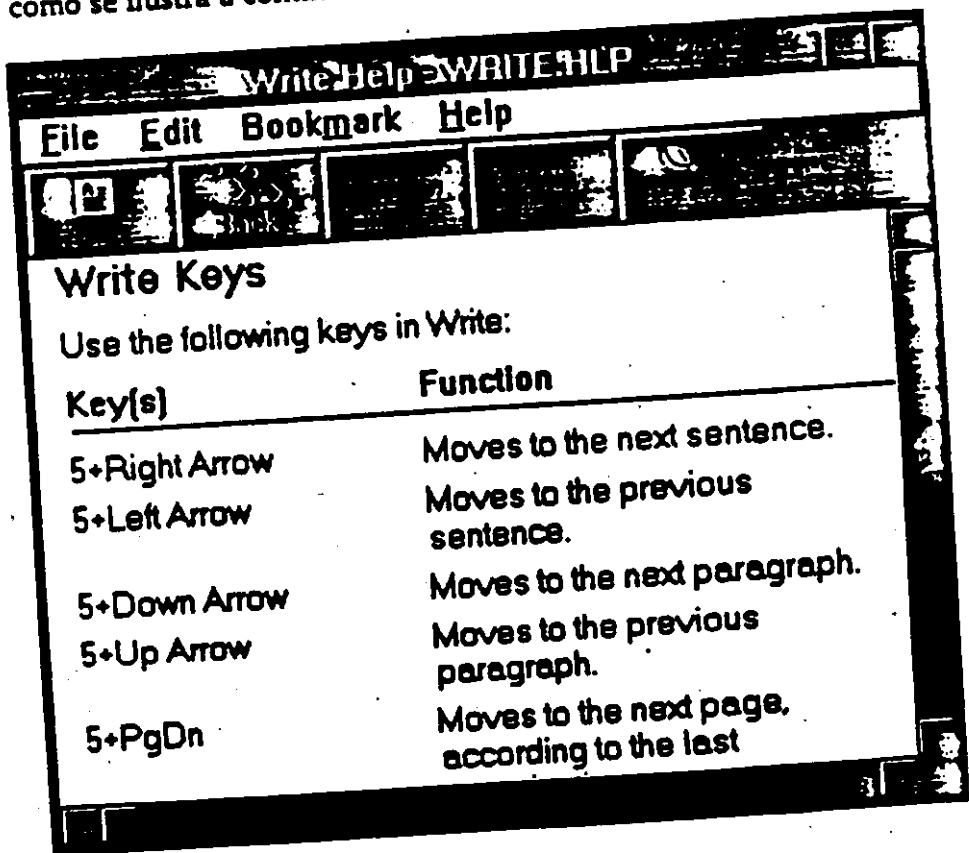 como se ilustra a
Write Help - WRITE.HLP
File Edit Bookmark Help
Back
Write Keys
Use the following keys in Write:
Key(s) Function
5+Right Arrow Moves to the next sentence.
5+Left Arrow Moves to the previous
sentence.
5+Down Arrow Moves to the next paragraph.
5+Up Arrow Moves to the previous
paragraph.
5+PgDn Moves to the next page,
according to the last